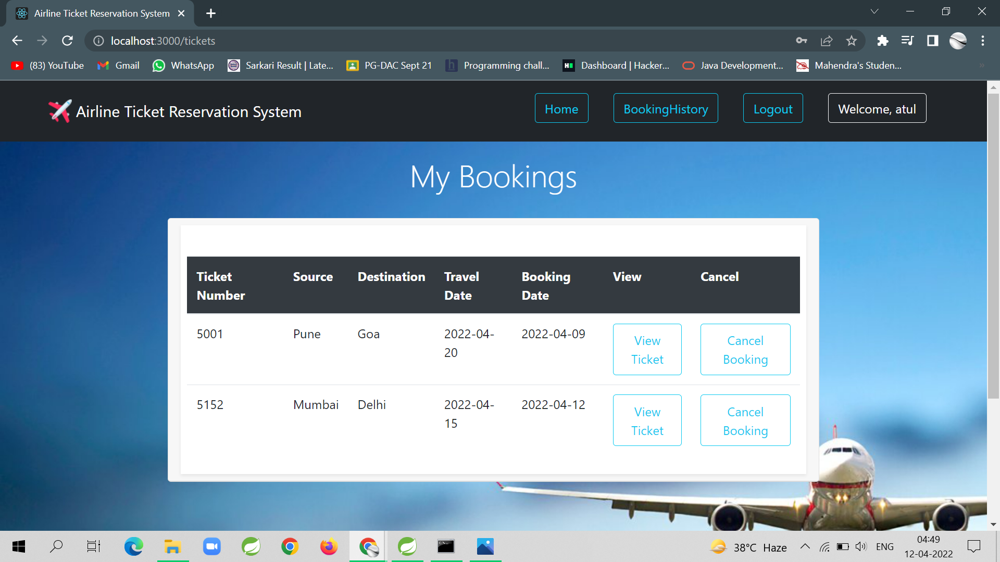 Airline Ticket Reservation System
localhost:3000/tickets
(83) YouTube Gmail WhatsApp Sarkari Result | Late... PG-DAC Sept 21 Programming chall... Dashboard | Hacker... Java Development... Mahendra's Studen...
Airline Ticket Reservation System Home BookingHistory Logout Welcome, atul
My Bookings
Ticket Source Destination Travel Booking View Cancel
Number Date Date
5001 Pune Goa 2022-04- 2022-04-09 View Cancel
20 Ticket Booking
5152 Mumbai Delhi 2022-04- 2022-04-12 View Cancel
15 Ticket Booking
38°C Haze ENG 04:49
12-04-2022